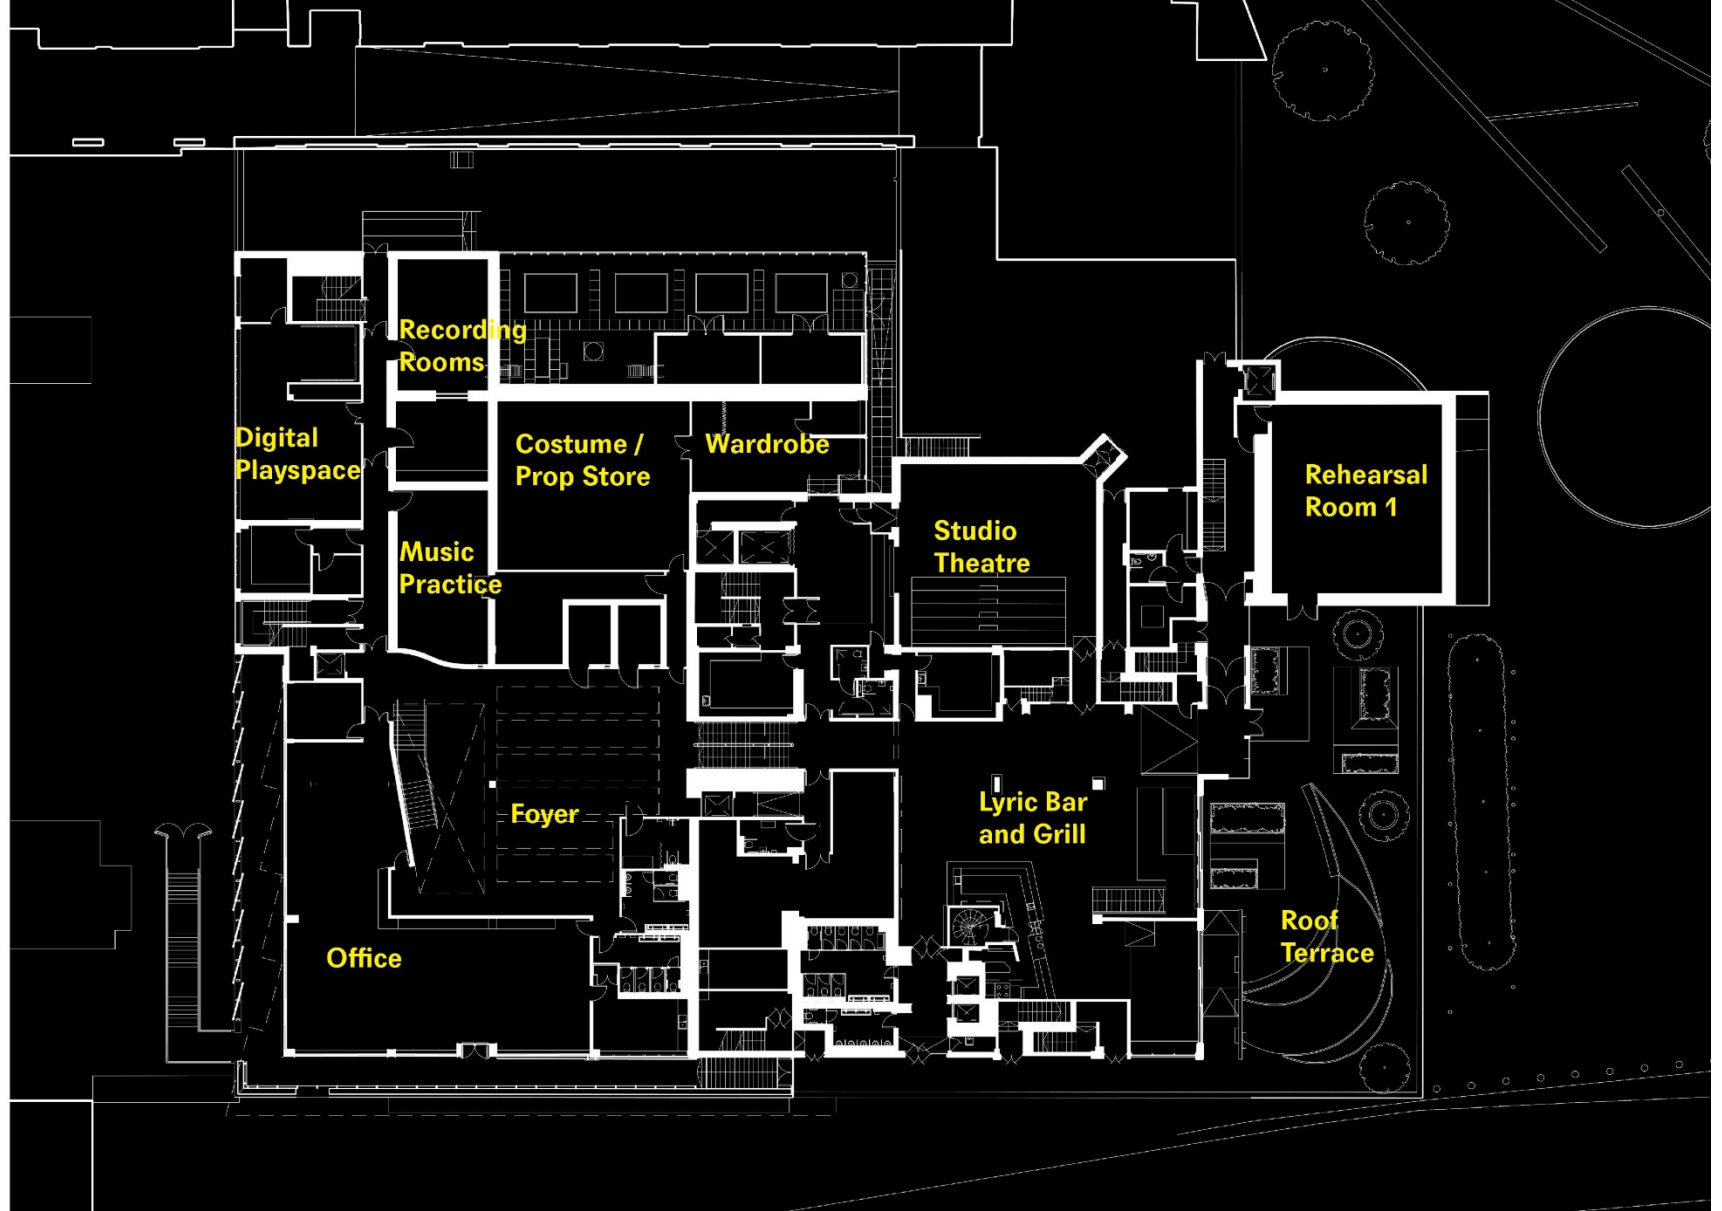 Recording
Rooms
Digital
Playspace
Costume /
Prop Store
Wardrobe
Music
Practice
Studio
Theatre
Rehearsal
Room 1
Foyer
Lyric Bar
and Grill
Office
Roof
Terrace